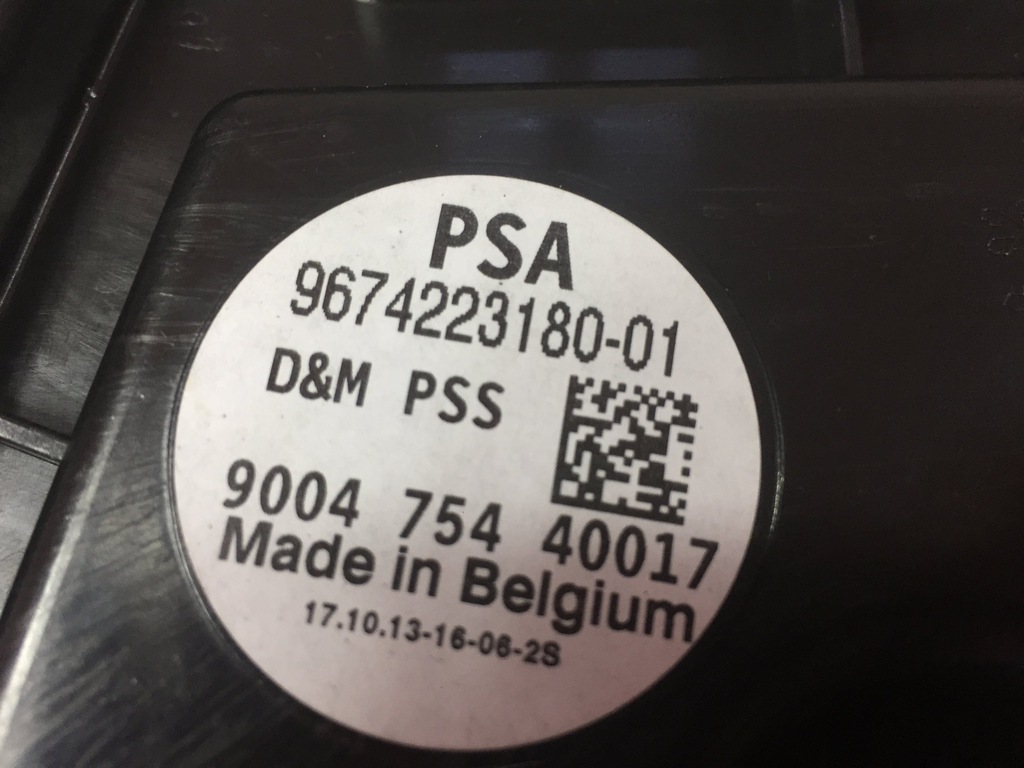 PSA
9674223180-01
D&M PSS
9004 754 40017
Made in Belgium
17.10.13-16-06-2S